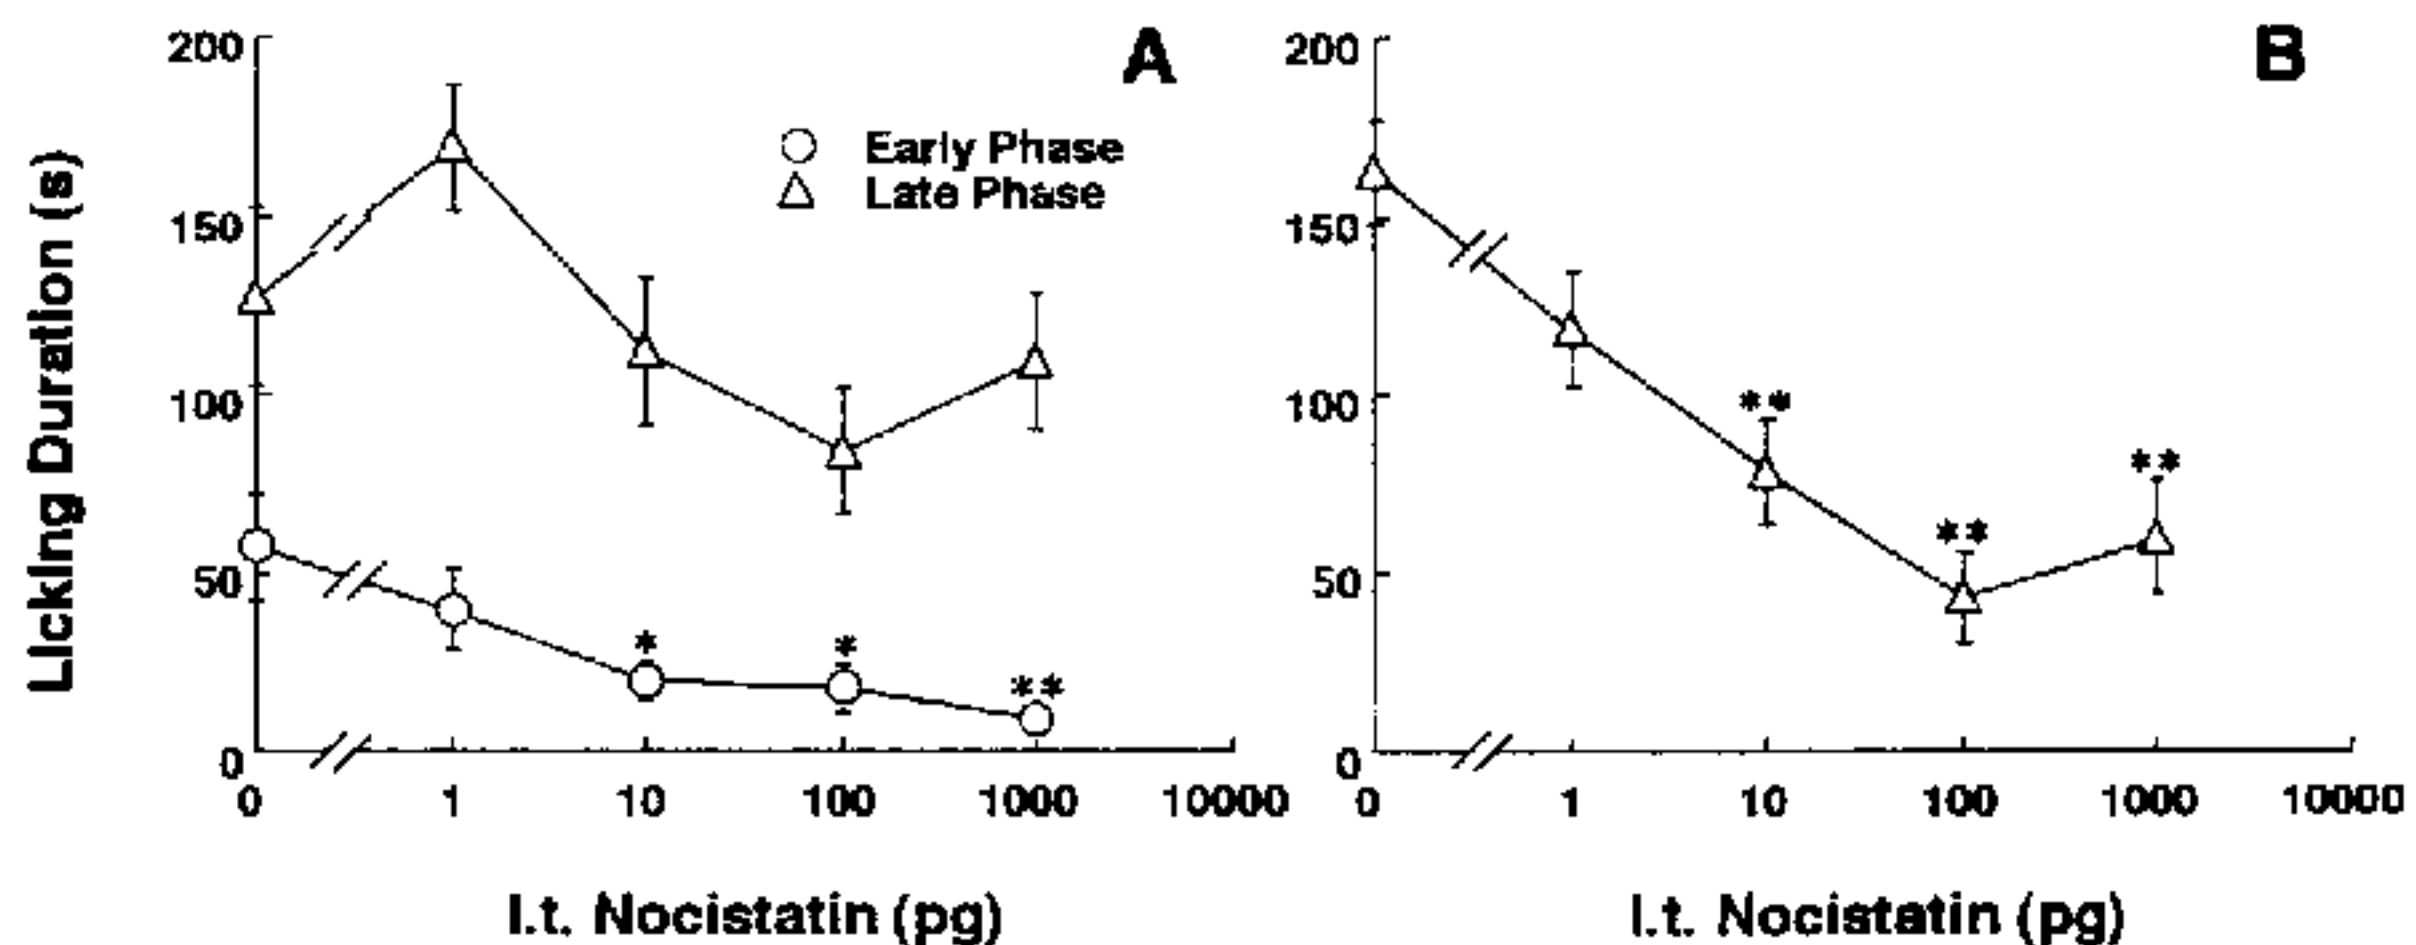 A
200
150
100
50
0
Licking Duration (s)
Early Phase
Late Phase
*
*
**
0 1 10 100 1000 10000
I.t. Nocistatin (pg)
B
200
150
100
50
0
**
**
**
0 1 10 100 1000 10000
I.t. Nocistatin (pg)